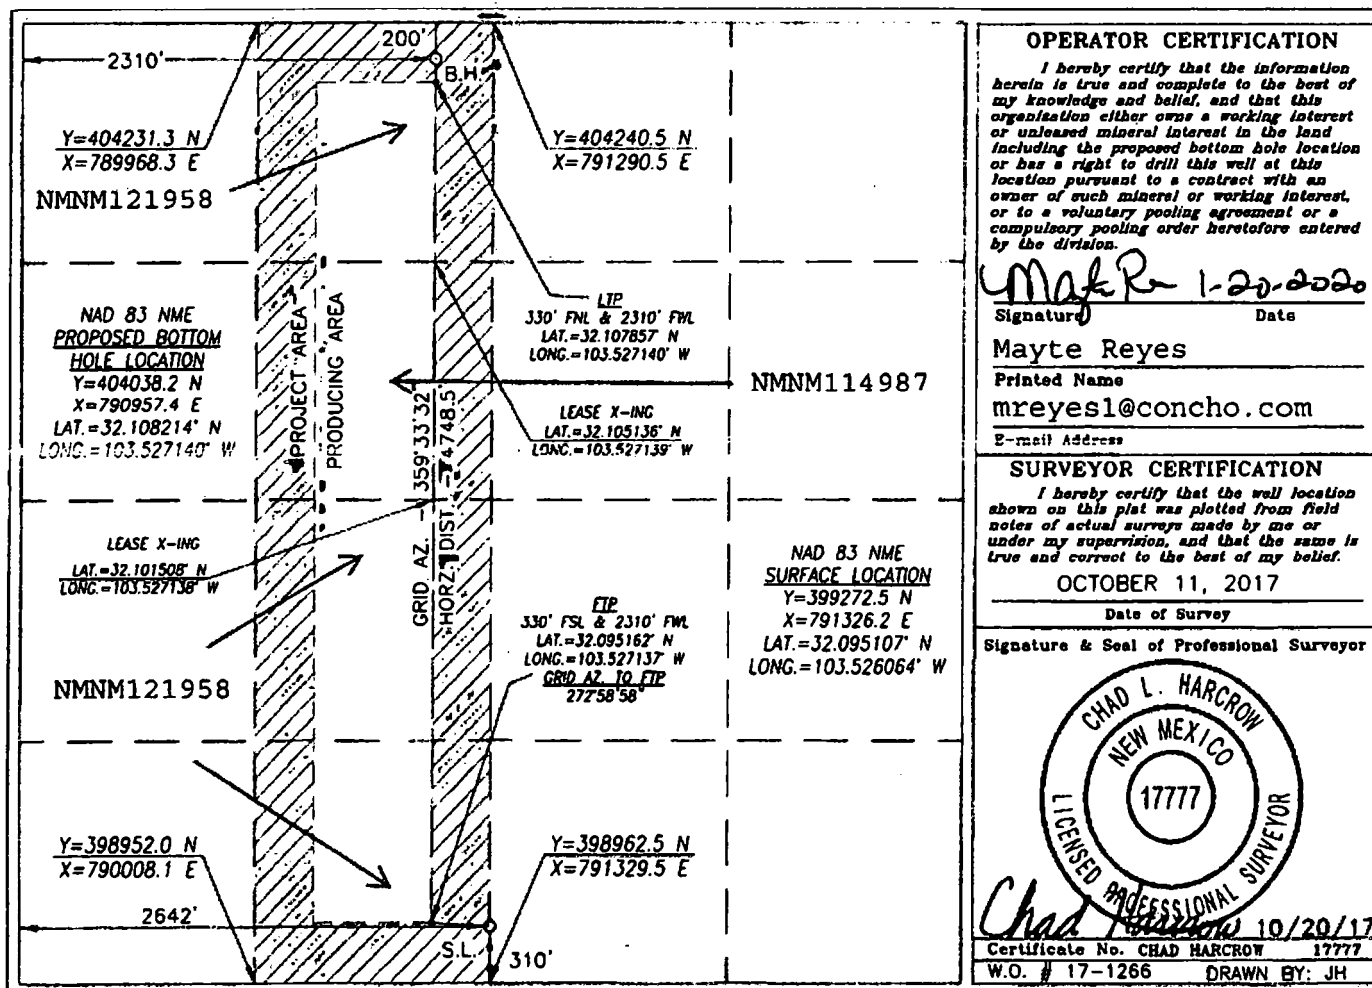 2310'
200'
B.H.
Y=404231.3 N
X=789968.3 E
Y=404240.5 N
X=791290.5 E
NMNM121958
NAD 83 NME
PROPOSED BOTTOM
HOLE LOCATION
Y=404038.2 N
X=790957.4 E
LAT.=32.108214° N
LONG.=103.527140° W
PROJECT AREA
PRODUCING AREA
LTP
330' FNL & 2310' FWL
LAT.=32.107857° N
LONG.=103.527140° W
NMNM114987
LEASE X-ING
LAT.=32.105136° N
LONG.=103.527139° W
GRID AZ. - 359°33'32"
HORZ. DIST. - 4748.5'
LEASE X-ING
LAT.=32.101508° N
LONG.=103.527138° W
FTP
330' FSL & 2310' FWL
LAT.=32.095162° N
LONG.=103.527137° W
GRID AZ. TO FTP
272°58'58"
NAD 83 NME
SURFACE LOCATION
Y=399272.5 N
X=791326.2 E
LAT.=32.095107° N
LONG.=103.526064° W
NMNM121958
Y=398952.0 N
X=790008.1 E
Y=398962.5 N
X=791329.5 E
2642'
S.L.
310'
OPERATOR CERTIFICATION
I hereby certify that the information
herein is true and complete to the best of
my knowledge and belief, and that this
organization either owns a working interest
or unleased mineral interest in the land
including the proposed bottom hole location
or has a right to drill this well at this
location pursuant to a contract with an
owner of such mineral or working interest,
or to a voluntary pooling agreement or a
compulsory pooling order heretofore entered
by the division.
1-20-2020
Signature Date
Mayte Reyes
Printed Name
mreyes1@concho.com
E-mail Address
SURVEYOR CERTIFICATION
I hereby certify that the well location
shown on this plat was plotted from field
notes of actual surveys made by me or
under my supervision, and that the same is
true and correct to the best of my belief.
OCTOBER 11, 2017
Date of Survey
Signature & Seal of Professional Surveyor
CHAD L. HARCROW
NEW MEXICO
17777
LICENSED PROFESSIONAL SURVEYOR
Chad Harcrow 10/20/17
Certificate No. CHAD HARCROW 17777
W.O. # 17-1266 DRAWN BY: JH